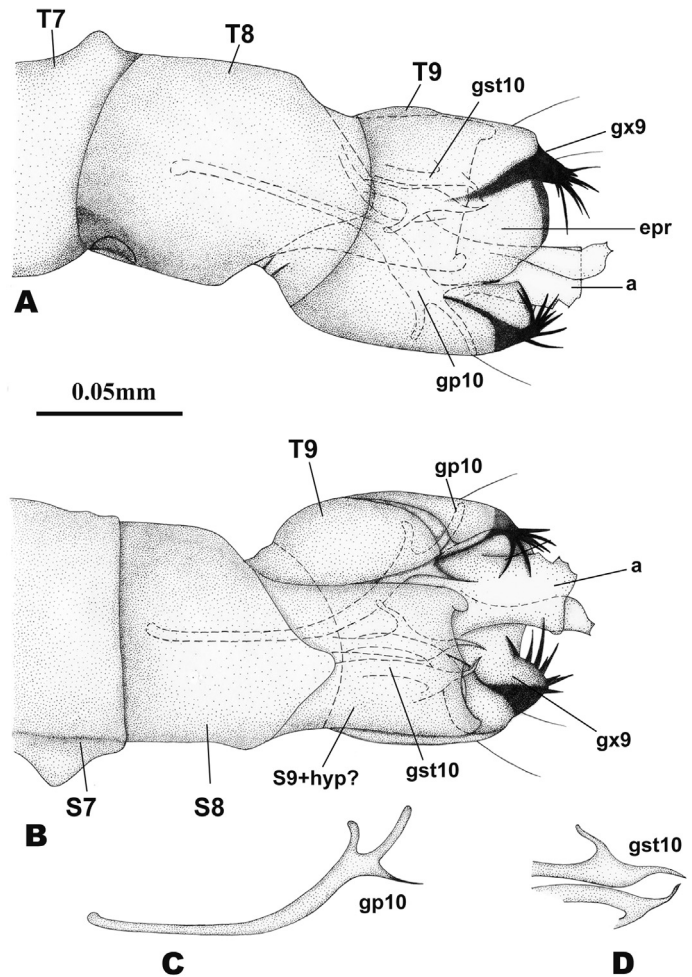 T7
T8
T9
gst10
gx9
epr
a
gp10
A
0.05mm
T9
gp10
a
gx9
gst10
S9+hyp?
S7
S8
B
gst10
gp10
C
D